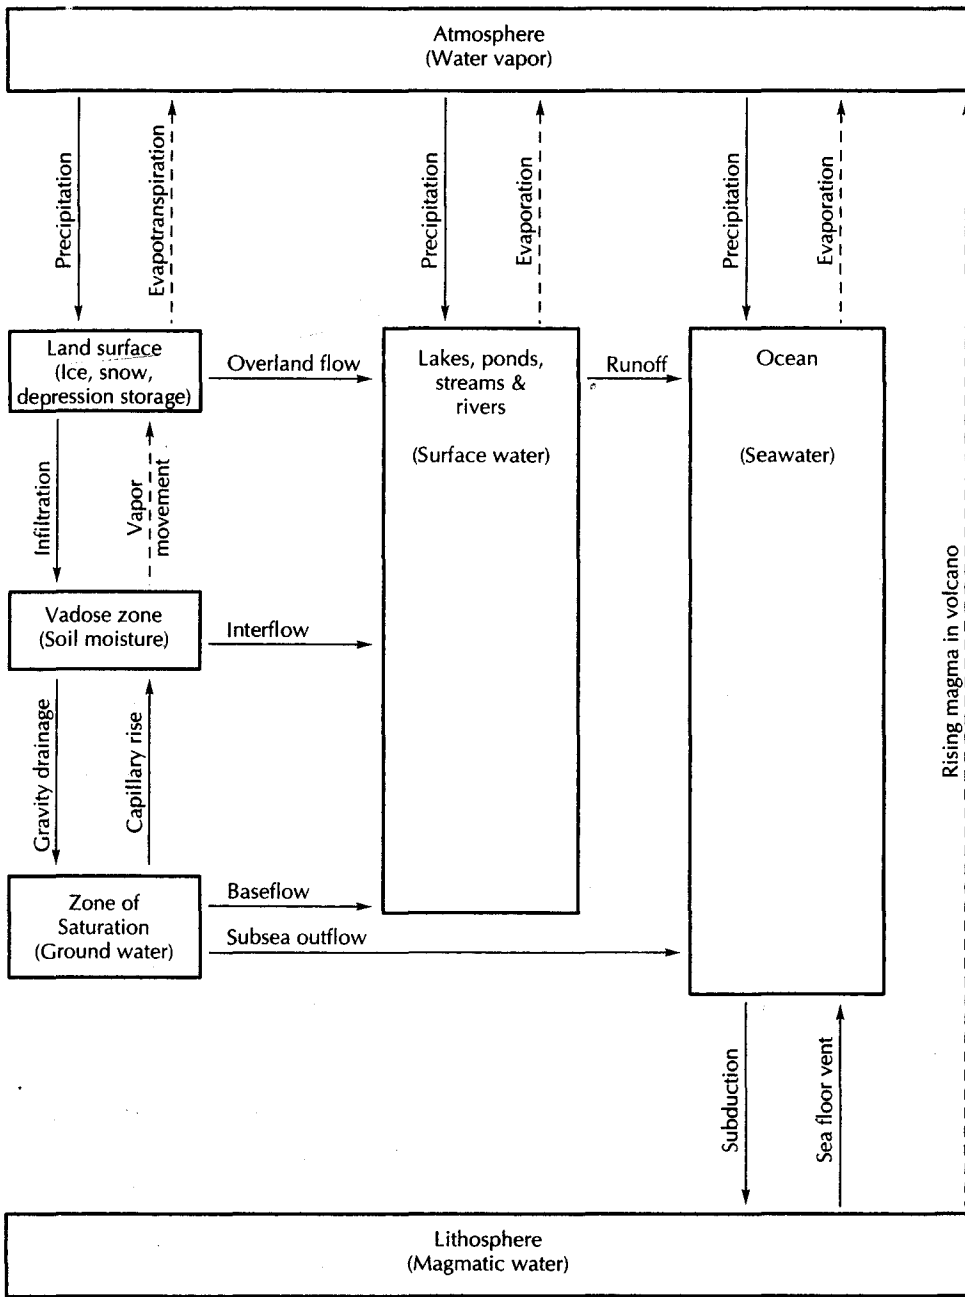 Atmosphere
(Water vapor)
Precipitation
Evapotranspiration
Precipitation
Evaporation
Precipitation
Evaporation
Land surface
(Ice, snow,
depression storage)
Overland flow
Lakes, ponds,
streams &
rivers
(Surface water)
Runoff
Ocean
(Seawater)
Infiltration
Vapor
movement
Vadose zone
(Soil moisture)
Interflow
Rising magma in volcano
Gravity drainage
Capillary rise
Zone of
Saturation
(Ground water)
Baseflow
Subsea outflow
Subduction
Sea floor vent
Lithosphere
(Magmatic water)